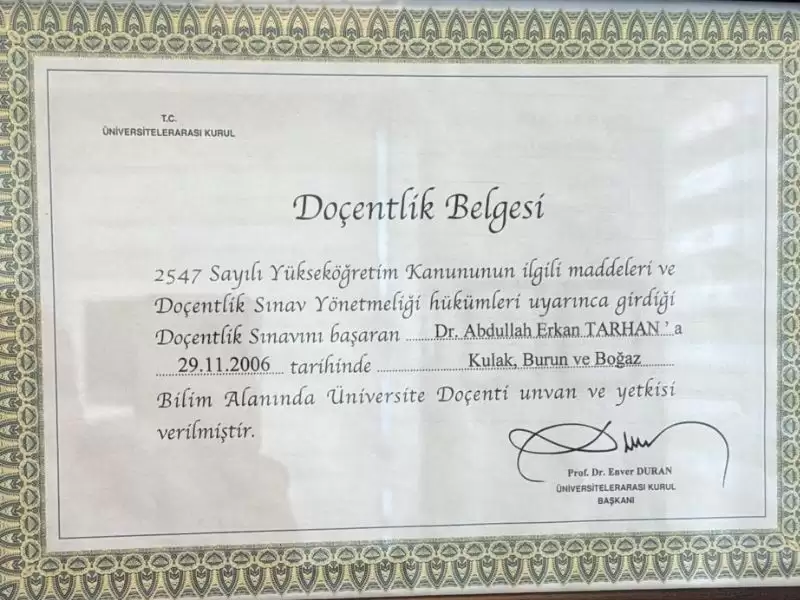 T.C.
ÜNİVERSİTELERARASI KURUL
Doçentlik Belgesi
2547 Sayılı Yükseköğretim Kanununun ilgili maddeleri ve
Doçentlik Sınav Yönetmeliği hükümleri uyarınca girdiği
Doçentlik Sınavını başaran ........Dr. Abdullah Erkan TARHAN ' a
29.11.2006 tarihinde Kulak, Burun ve Boğaz
Bilim Alanında Üniversite Doçenti unvan ve yetkisi
verilmiştir.
Prof. Dr. Enver DURAN
ÜNİVERSİTELERARASI KURUL
BAŞKANI